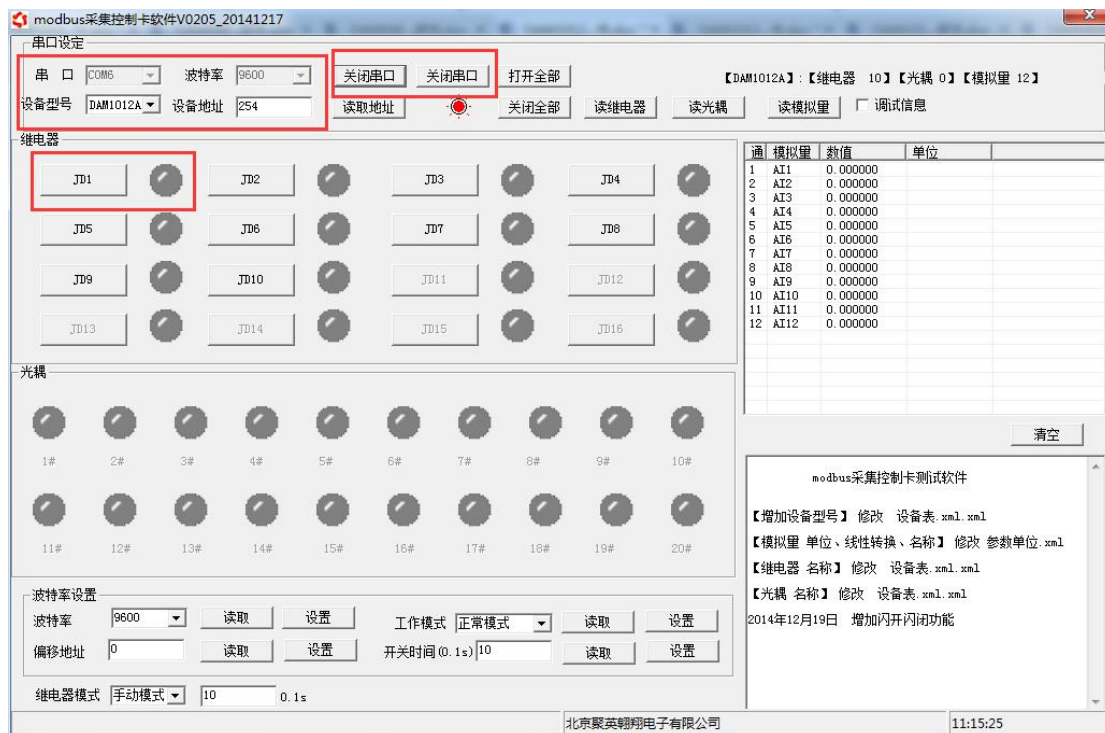 modbus采集控制卡软件V0205_20141217
串口设定
串 口 COM6 波特率 9600 关闭串口 关闭串口 打开全部 【DAM1012A】:【继电器 10】【光耦 0】【模拟量 12】
设备型号 DAM1012A 设备地址 254 读取地址 关闭全部 读继电器 读光耦 读模拟量 调试信息
继电器
JD1 JD2 JD3 JD4
JD5 JD6 JD7 JD8
JD9 JD10 JD11 JD12
JD13 JD14 JD15 JD16
通 模拟量 数值 单位
1 AI1 0.000000
2 AI2 0.000000
3 AI3 0.000000
4 AI4 0.000000
5 AI5 0.000000
6 AI6 0.000000
7 AI7 0.000000
8 AI8 0.000000
9 AI9 0.000000
10 AI10 0.000000
11 AI11 0.000000
12 AI12 0.000000
光耦
1# 2# 3# 4# 5# 6# 7# 8# 9# 10#
11# 12# 13# 14# 15# 16# 17# 18# 19# 20#
清空
modbus采集控制卡测试软件
【增加设备型号】 修改 设备表.xml.xml
【模拟量 单位、线性转换、名称】 修改 参数单位.xml
【继电器 名称】 修改 设备表.xml.xml
【光耦 名称】 修改 设备表.xml.xml
2014年12月19日 增加闪开闪闭功能
波特率设置
波特率 9600 读取 设置 工作模式 正常模式 读取 设置
偏移地址 0 读取 设置 开关时间(0.1s) 10 读取 设置
继电器模式 手动模式 10 0.1s
北京聚英翱翔电子有限公司 11:15:25